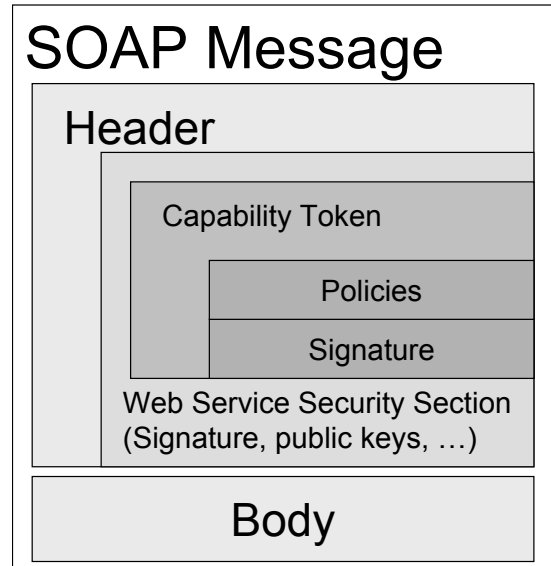 SOAP Message
Header
Capability Token
Policies
Signature
Web Service Security Section
(Signature, public keys, …)
Body